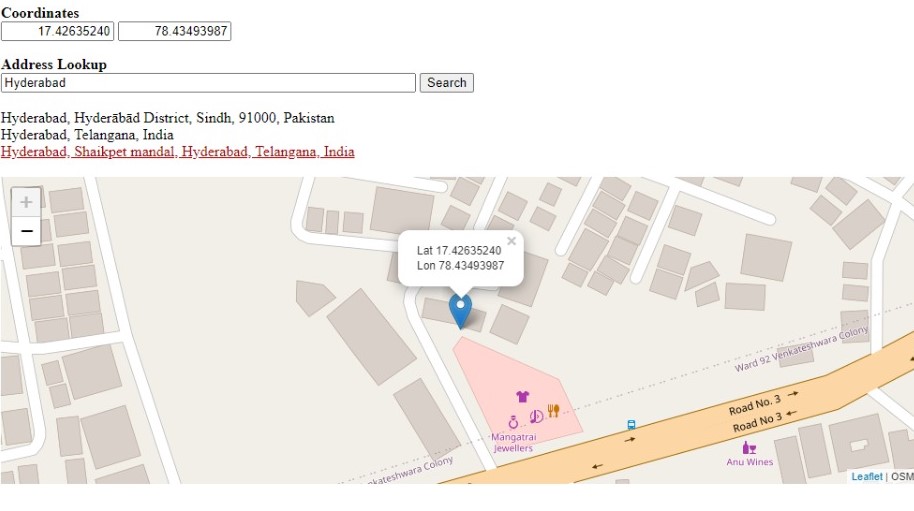 Coordinates
17.42635240 78.43493987
Address Lookup
Hyderabad Search
Hyderabad, Hyderābād District, Sindh, 91000, Pakistan
Hyderabad, Telangana, India
Hyderabad, Shaikpet mandal, Hyderabad, Telangana, India
+
−
×
Lat 17.42635240
Lon 78.43493987
Ward 92 Venkateshwara Colony
Road No. 3
Road No 3
Mangatrai
Jewellers
Anu Wines
kateshwara Colony
Leaflet | OSM